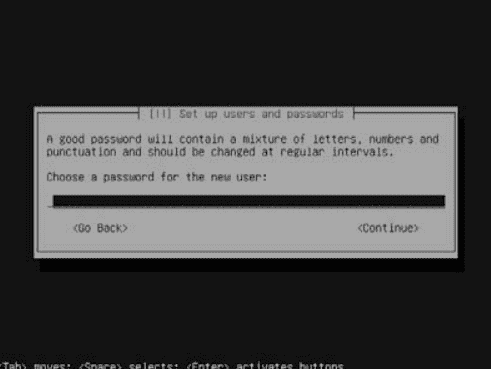 [!!] Set up users and passwords
A good password will contain a mixture of letters, numbers and
punctuation and should be changed at regular intervals.
Choose a password for the new user:
<Go Back>
<Continue>
<Tab> moves; <Space> selects; <Enter> activates buttons